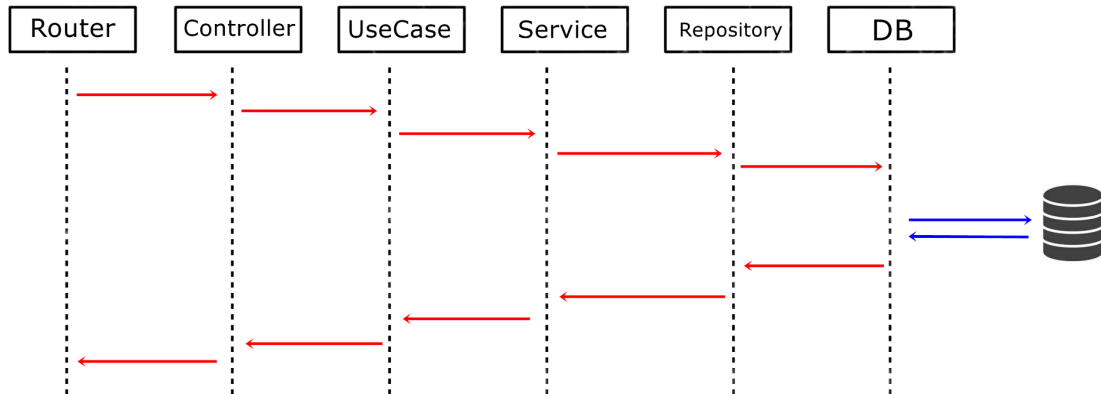 Router
Controller
UseCase
Service
Repository
DB